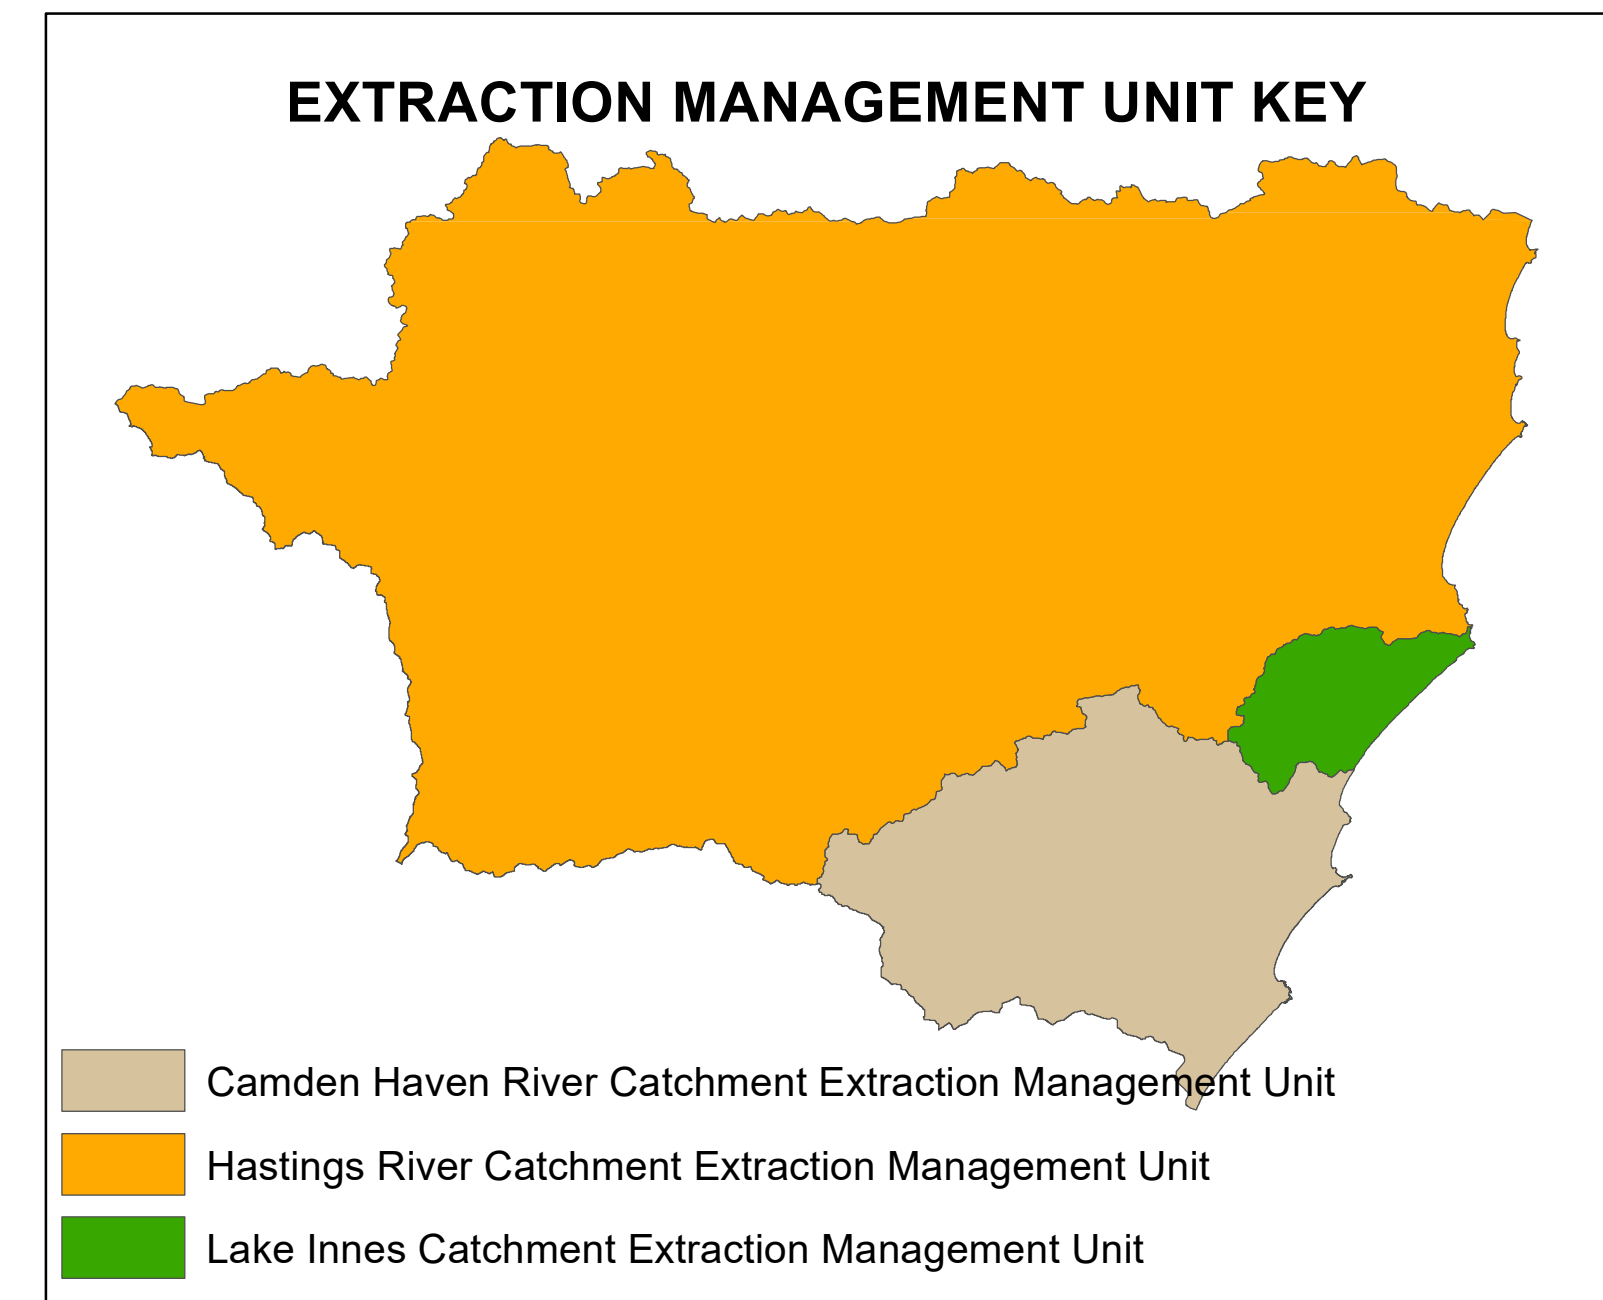 EXTRACTION MANAGEMENT UNIT KEY
Camden Haven River Catchment Extraction Management Unit
Hastings River Catchment Extraction Management Unit
Lake Innes Catchment Extraction Management Unit